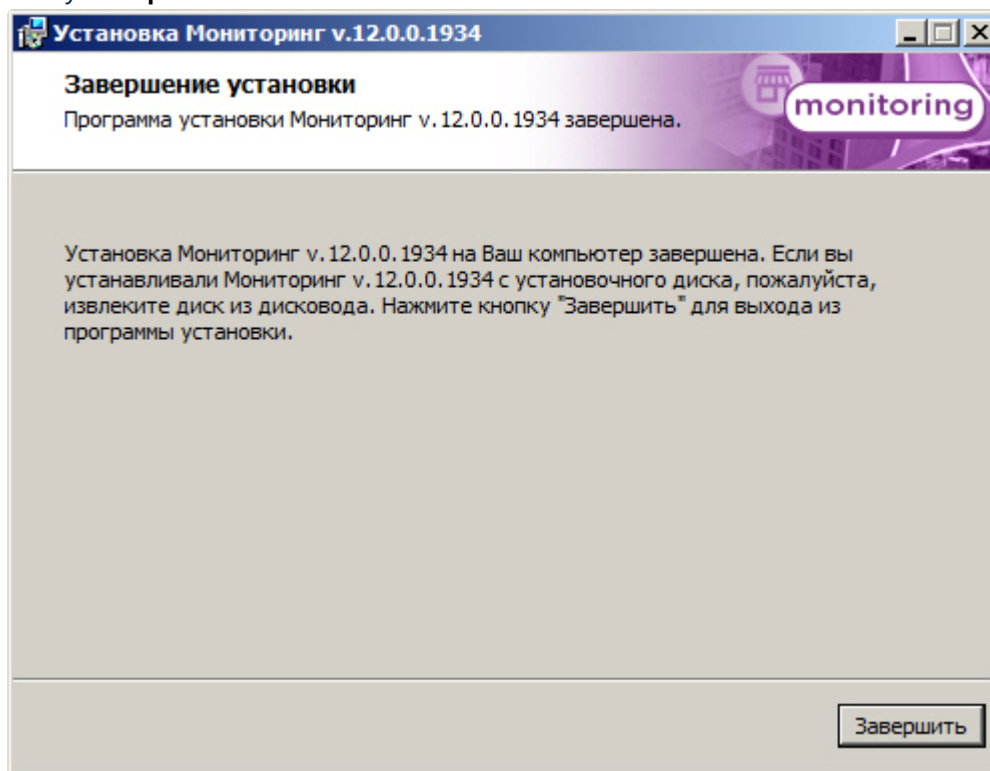 Установка Мониторинг v.12.0.0.1934
Завершение установки
Программа установки Мониторинг v.12.0.0.1934 завершена.
monitoring
Установка Мониторинг v.12.0.0.1934 на Ваш компьютер завершена. Если вы
устанавливали Мониторинг v.12.0.0.1934 с установочного диска, пожалуйста,
извлеките диск из дисковода. Нажмите кнопку "Завершить" для выхода из
программы установки.
Завершить